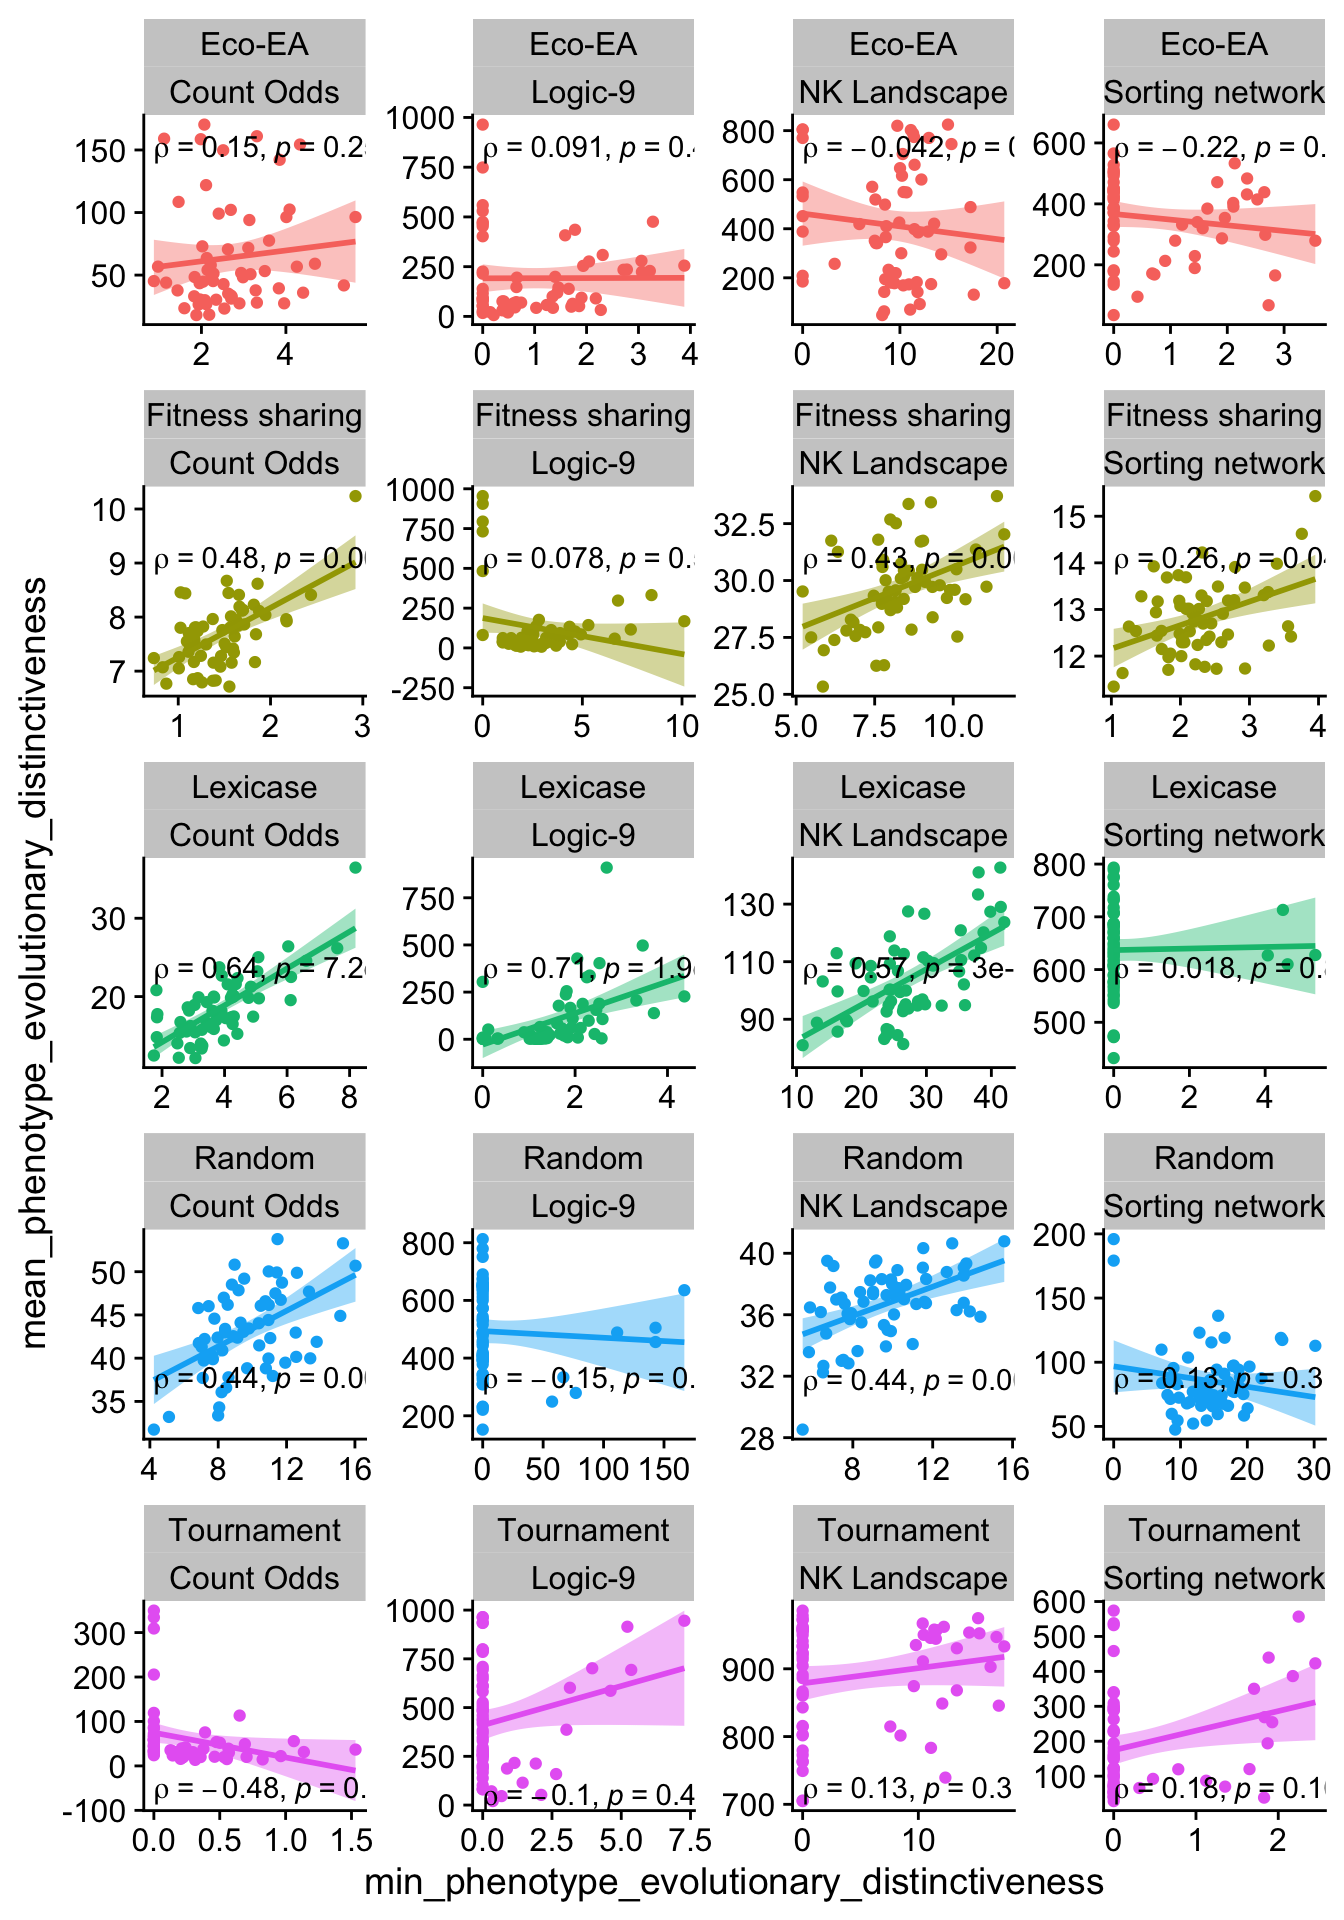 Eco-EA Eco-EA Eco-EA Eco-EA
Count Odds Logic-9 NK Landscape Sorting network
150
100
50
ρ = 0.15, p = 0.2
2 4
1000
750
500
250
0
ρ = 0.091, p = 0.
0 1 2 3 4
800
600
400
200
ρ = −0.042, p =
0 10 20
600
400
200
ρ = −0.22, p = 0.
0 1 2 3
Fitness sharing Fitness sharing Fitness sharing Fitness sharing
Count Odds Logic-9 NK Landscape Sorting network
10
9
8
7
ρ = 0.48, p = 0.0
1 2 3
1000
750
500
250
0
-250
ρ = 0.078, p = 0.
0 5 10
32.5
30.0
27.5
25.0
ρ = 0.43, p = 0.0
5.0 7.5 10.0
15
14
13
12
ρ = 0.26, p = 0.0
1 2 3 4
Lexicase Lexicase Lexicase Lexicase
Count Odds Logic-9 NK Landscape Sorting network
30
20
ρ = 0.64, p = 7.2
2 4 6 8
750
500
250
0
ρ = 0.71, p = 1.9
0 2 4
130
110
90
ρ = 0.57, p = 3e-
10 20 30 40
800
700
600
500
ρ = 0.018, p = 0.
0 2 4
Random Random Random Random
Count Odds Logic-9 NK Landscape Sorting network
50
45
40
35
ρ = 0.44, p = 0.0
4 8 12 16
800
600
400
200
ρ = −0.15, p = 0.
0 50 100 150
40
36
32
28
ρ = 0.44, p = 0.0
8 12 16
200
150
100
50
ρ = 0.13, p = 0.3
0 10 20 30
Tournament Tournament Tournament Tournament
Count Odds Logic-9 NK Landscape Sorting network
300
200
100
0
-100
ρ = −0.48, p = 0.
0.0 0.5 1.0 1.5
1000
750
500
250
0
ρ = −0.1, p = 0.4
0.0 2.5 5.0 7.5
900
800
700
ρ = 0.13, p = 0.3
0 10
600
500
400
300
200
100
ρ = 0.18, p = 0.1
0 1 2
mean_phenotype_evolutionary_distinctiveness
min_phenotype_evolutionary_distinctiveness